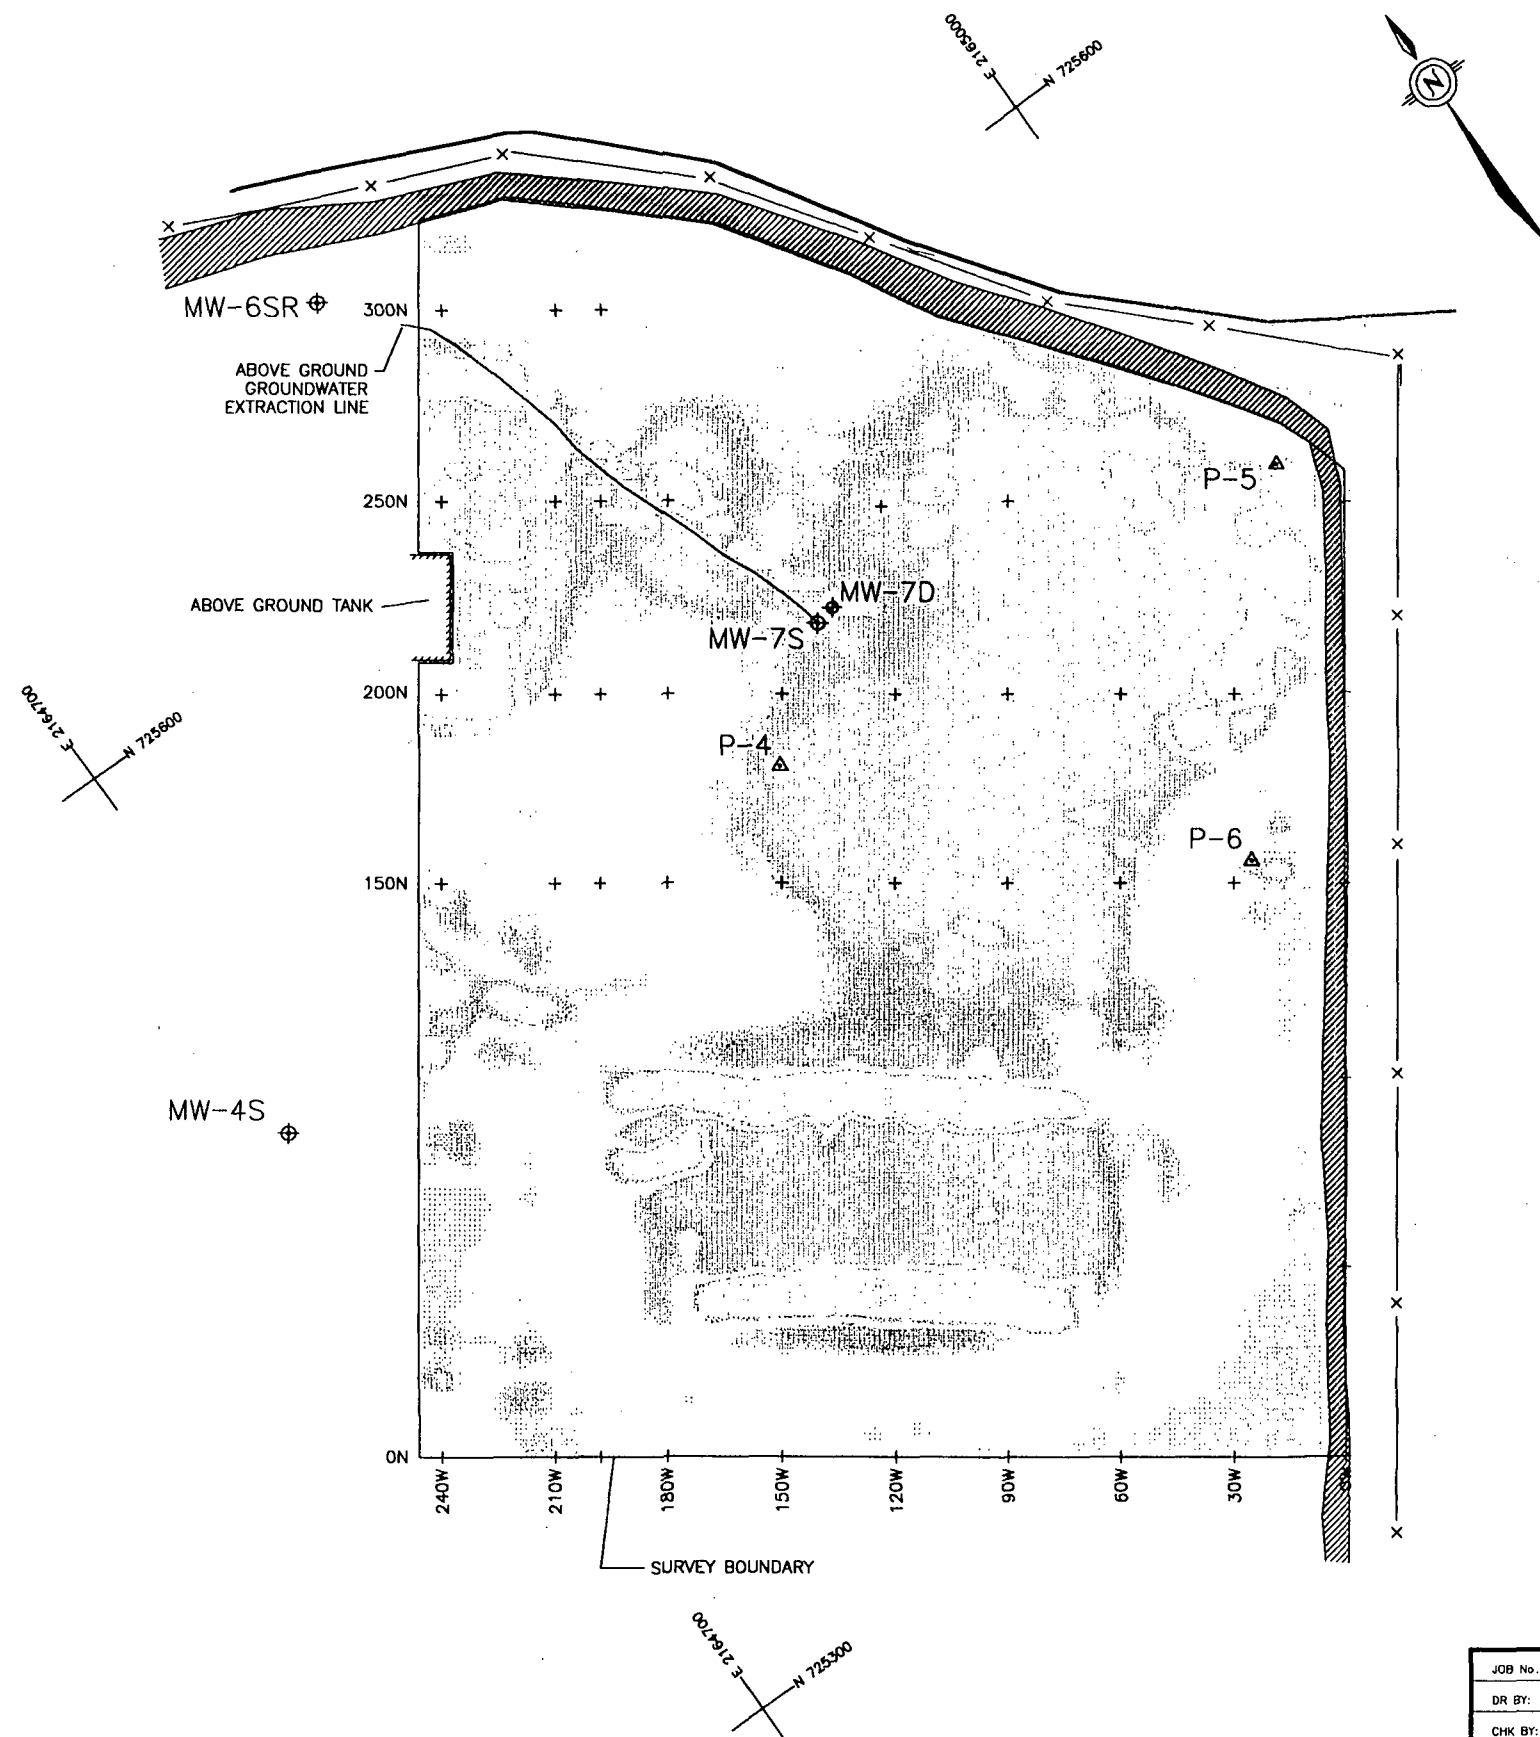 E 2165000
N 725600
N
MW-6SR
300N
ABOVE GROUND
GROUNDWATER
EXTRACTION LINE
P-5
250N
MW-7D
ABOVE GROUND TANK
MW-7S
200N
E 2164700
N 725600
P-4
P-6
150N
MW-4S
0N
240W
210W
180W
150W
120W
90W
60W
30W
SURVEY BOUNDARY
E 2164700
N 725300
JOB No.
DR BY:
CHK BY: